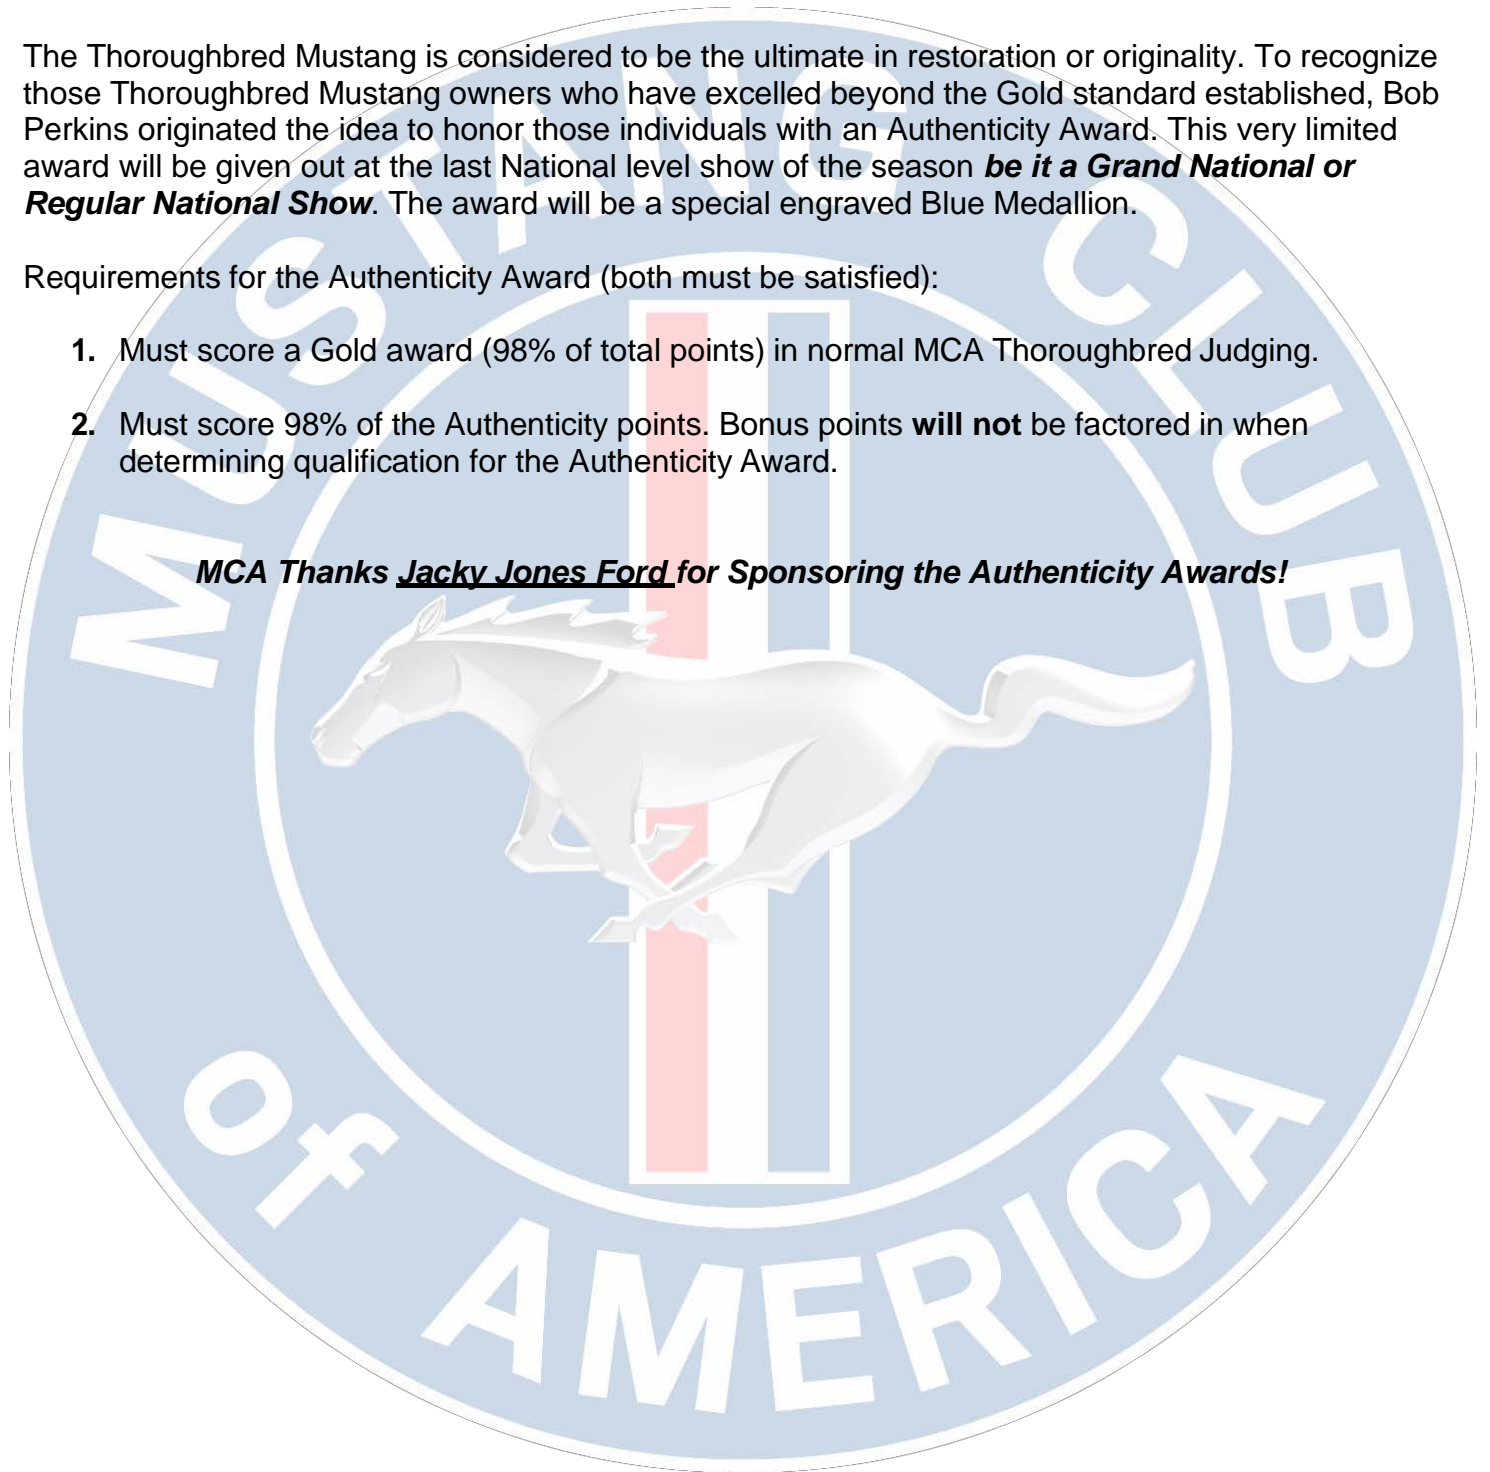 The Thoroughbred Mustang is considered to be the ultimate in restoration or originality. To recognize
those Thoroughbred Mustang owners who have excelled beyond the Gold standard established, Bob
Perkins originated the idea to honor those individuals with an Authenticity Award. This very limited
award will be given out at the last National level show of the season be it a Grand National or
Regular National Show. The award will be a special engraved Blue Medallion.
Requirements for the Authenticity Award (both must be satisfied):
1. Must score a Gold award (98% of total points) in normal MCA Thoroughbred Judging.
2. Must score 98% of the Authenticity points. Bonus points will not be factored in when
determining qualification for the Authenticity Award.
MCA Thanks Jacky Jones Ford for Sponsoring the Authenticity Awards!
MUSTANG CLUB
of AMERICA